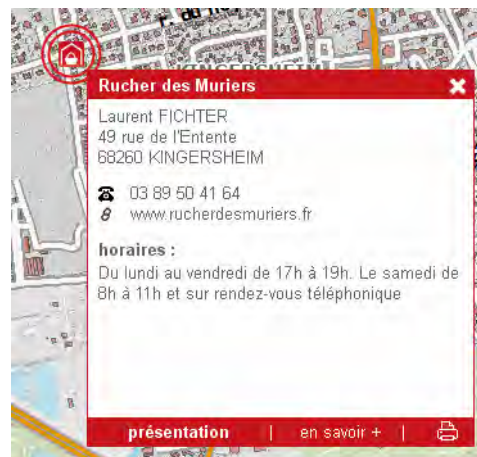 r. du
KINGERSHEIM
Rucher des Muriers
Laurent FICHTER
49 rue de l'Entente
68260 KINGERSHEIM
03 89 50 41 64
www.rucherdesmuriers.fr
horaires :
Du lundi au vendredi de 17h à 19h. Le samedi de
8h à 11h et sur rendez-vous téléphonique
présentation | en savoir + |